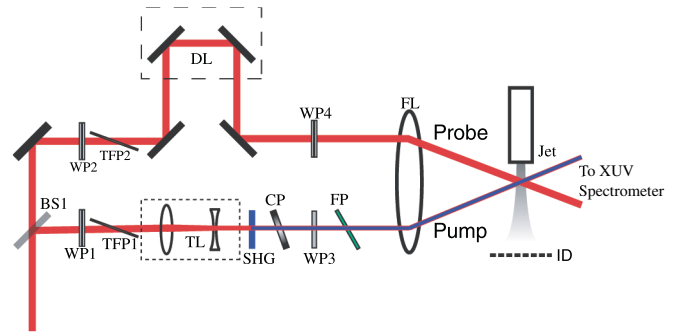 DL
WP4
FL
Probe
Jet
WP2
TFP2
To XUV
Spectrometer
BS1
CP
FP
TL
WP1
TFP1
SHG
WP3
Pump
ID